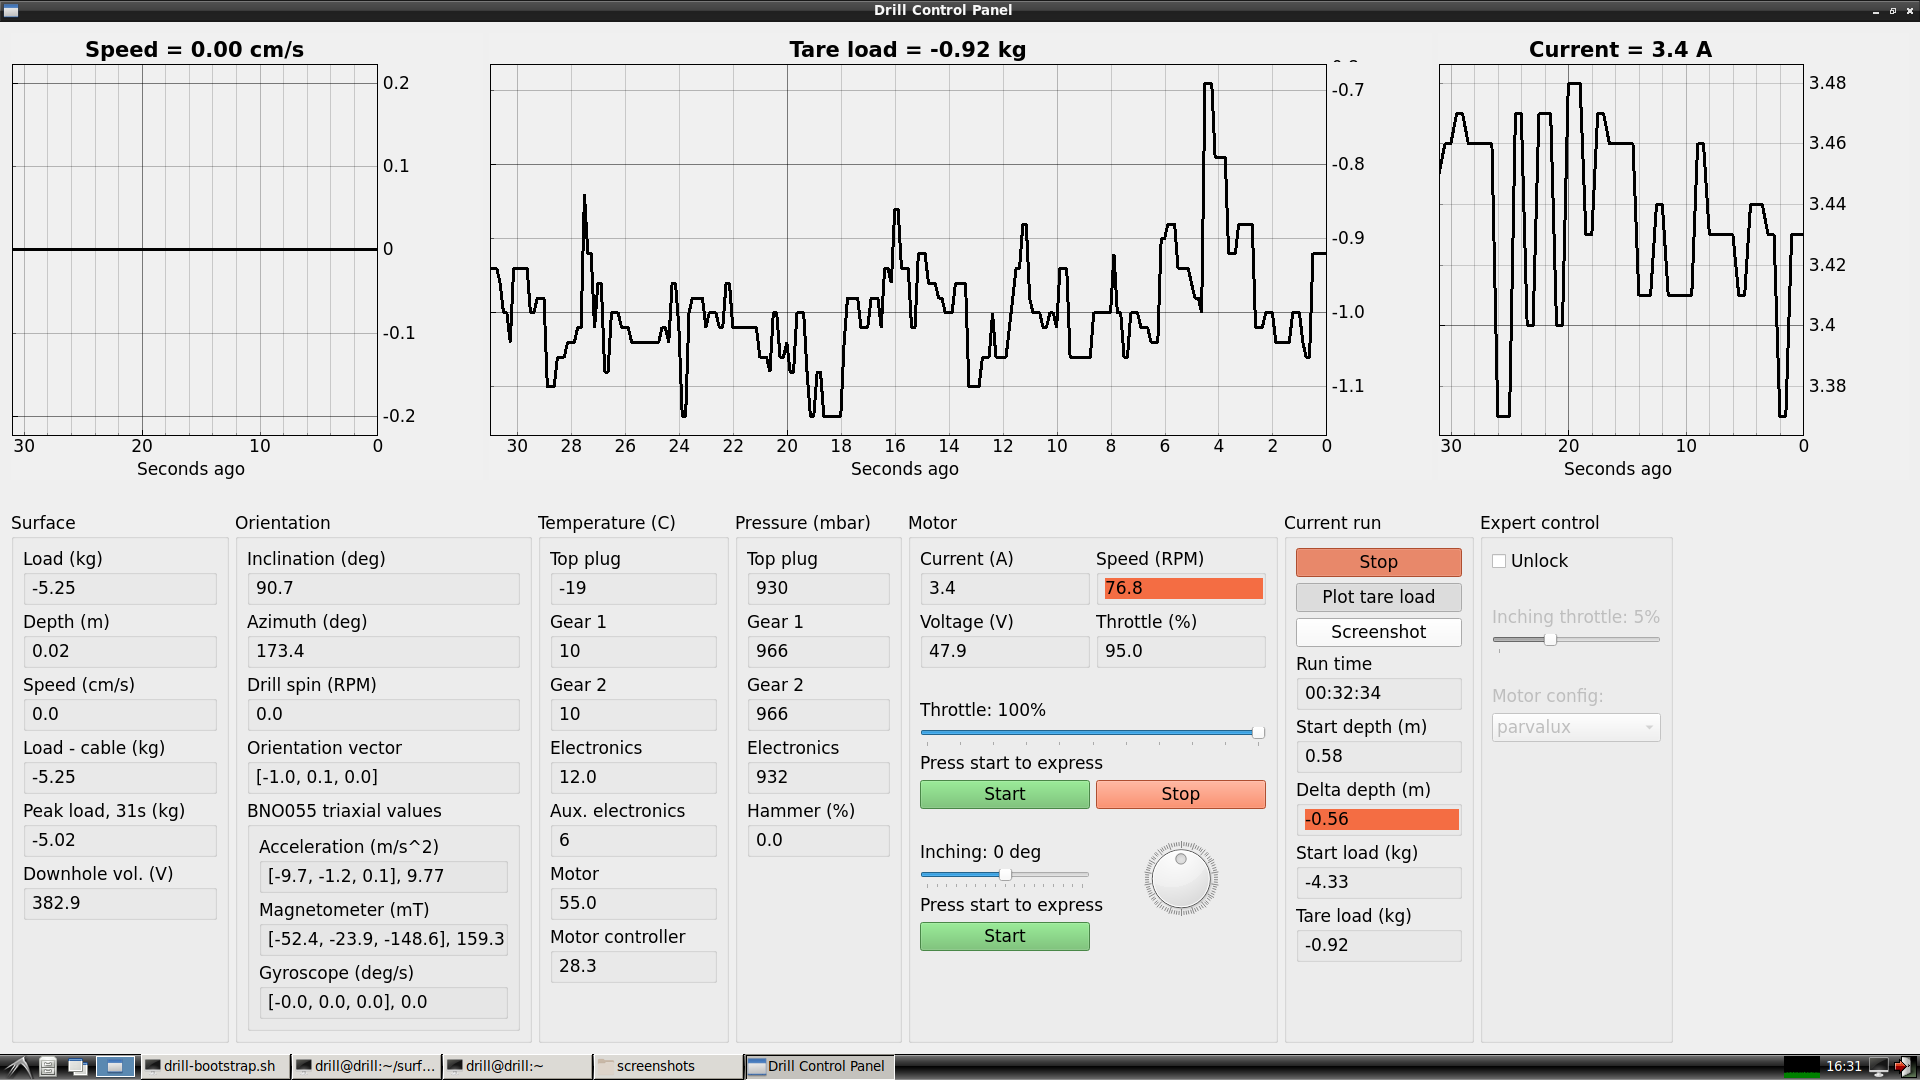 Drill Control Panel
Speed = 0.00 cm/s
0.2
0.1
0
-0.1
-0.2
30 20 10 0
Seconds ago
Tare load = -0.92 kg
-0.7
-0.8
-0.9
-1.0
-1.1
30 28 26 24 22 20 18 16 14 12 10 8 6 4 2 0
Seconds ago
Current = 3.4 A
3.48
3.46
3.44
3.42
3.4
3.38
30 20 10 0
Seconds ago
Surface
Load (kg)
-5.25
Depth (m)
0.02
Speed (cm/s)
0.0
Load - cable (kg)
-5.25
Peak load, 31s (kg)
-5.02
Downhole vol. (V)
382.9
Orientation
Inclination (deg)
90.7
Azimuth (deg)
173.4
Drill spin (RPM)
0.0
Orientation vector
[-1.0, 0.1, 0.0]
BNO055 triaxial values
Acceleration (m/s^2)
[-9.7, -1.2, 0.1], 9.77
Magnetometer (mT)
[-52.4, -23.9, -148.6], 159.3
Gyroscope (deg/s)
[-0.0, 0.0, 0.0], 0.0
Temperature (C)
Top plug
-19
Gear 1
10
Gear 2
10
Electronics
12.0
Aux. electronics
6
Motor
55.0
Motor controller
28.3
Pressure (mbar)
Top plug
930
Gear 1
966
Gear 2
966
Electronics
932
Hammer (%)
0.0
Motor
Current (A) Speed (RPM)
3.4 76.8
Voltage (V) Throttle (%)
47.9 95.0
Throttle: 100%
Press start to express
Start Stop
Inching: 0 deg
Press start to express
Start
Current run
Stop
Plot tare load
Screenshot
Run time
00:32:34
Start depth (m)
0.58
Delta depth (m)
-0.56
Start load (kg)
-4.33
Tare load (kg)
-0.92
Expert control
Unlock
Inching throttle: 5%
Motor config:
parvalux
drill-bootstrap.sh drill@drill:~/surf... drill@drill:~ screenshots Drill Control Panel 16:31